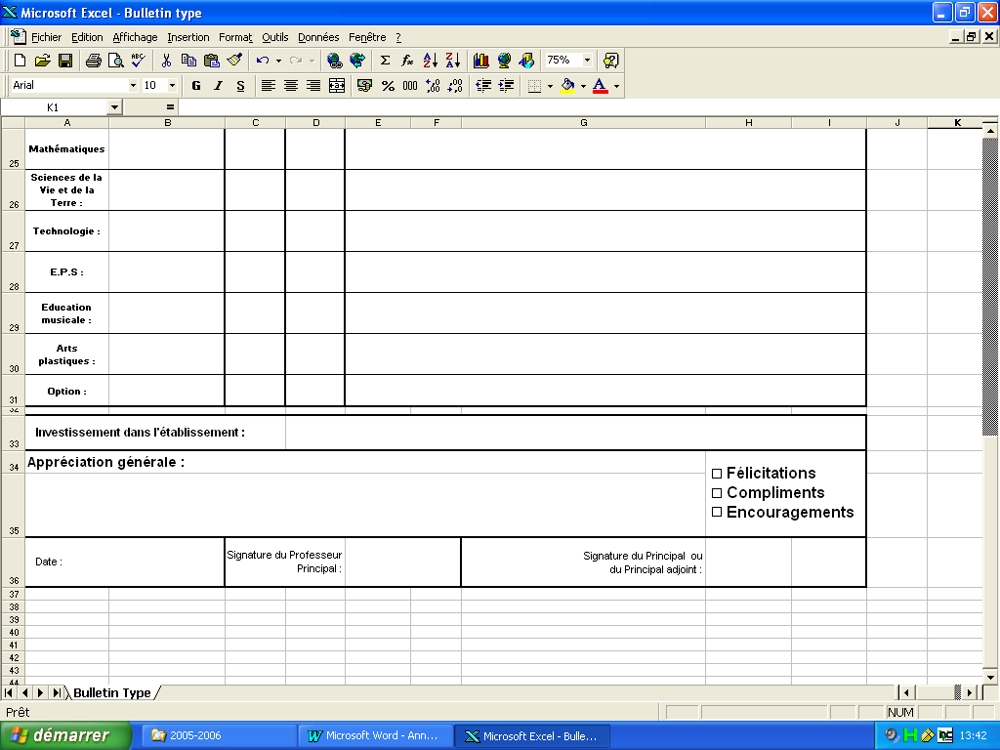 Microsoft Excel - Bulletin type
Fichier Edition Affichage Insertion Format Outils Données Fenêtre ?
75%
Arial 10 G I S % 000
K1 =
A B C D E F G H I J K
25 Mathématiques
26 Sciences de la
Vie et de la
Terre :
27 Technologie :
28 E.P.S :
29 Education
musicale :
30 Arts
plastiques :
31 Option :
32
33 Investissement dans l'établissement :
34 Appréciation générale :
Félicitations
Compliments
Encouragements
35
36 Date :
Signature du Professeur
Principal :
Signature du Principal ou
du Principal adjoint :
37
38
39
40
41
42
43
44
Bulletin Type
Prêt NUM
démarrer 2005-2006 Microsoft Word - Ann... Microsoft Excel - Bulle... 13:42